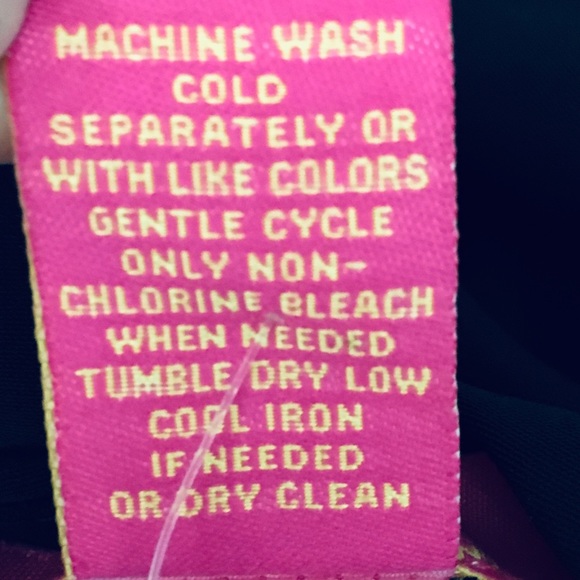 MACHINE WASH
COLD
SEPARATELY OR
WITH LIKE COLORS
GENTLE CYCLE
ONLY NON-
CHLORINE BLEACH
WHEN NEEDED
TUMBLE DRY LOW
COOL IRON
IF NEEDED
OR DRY CLEAN